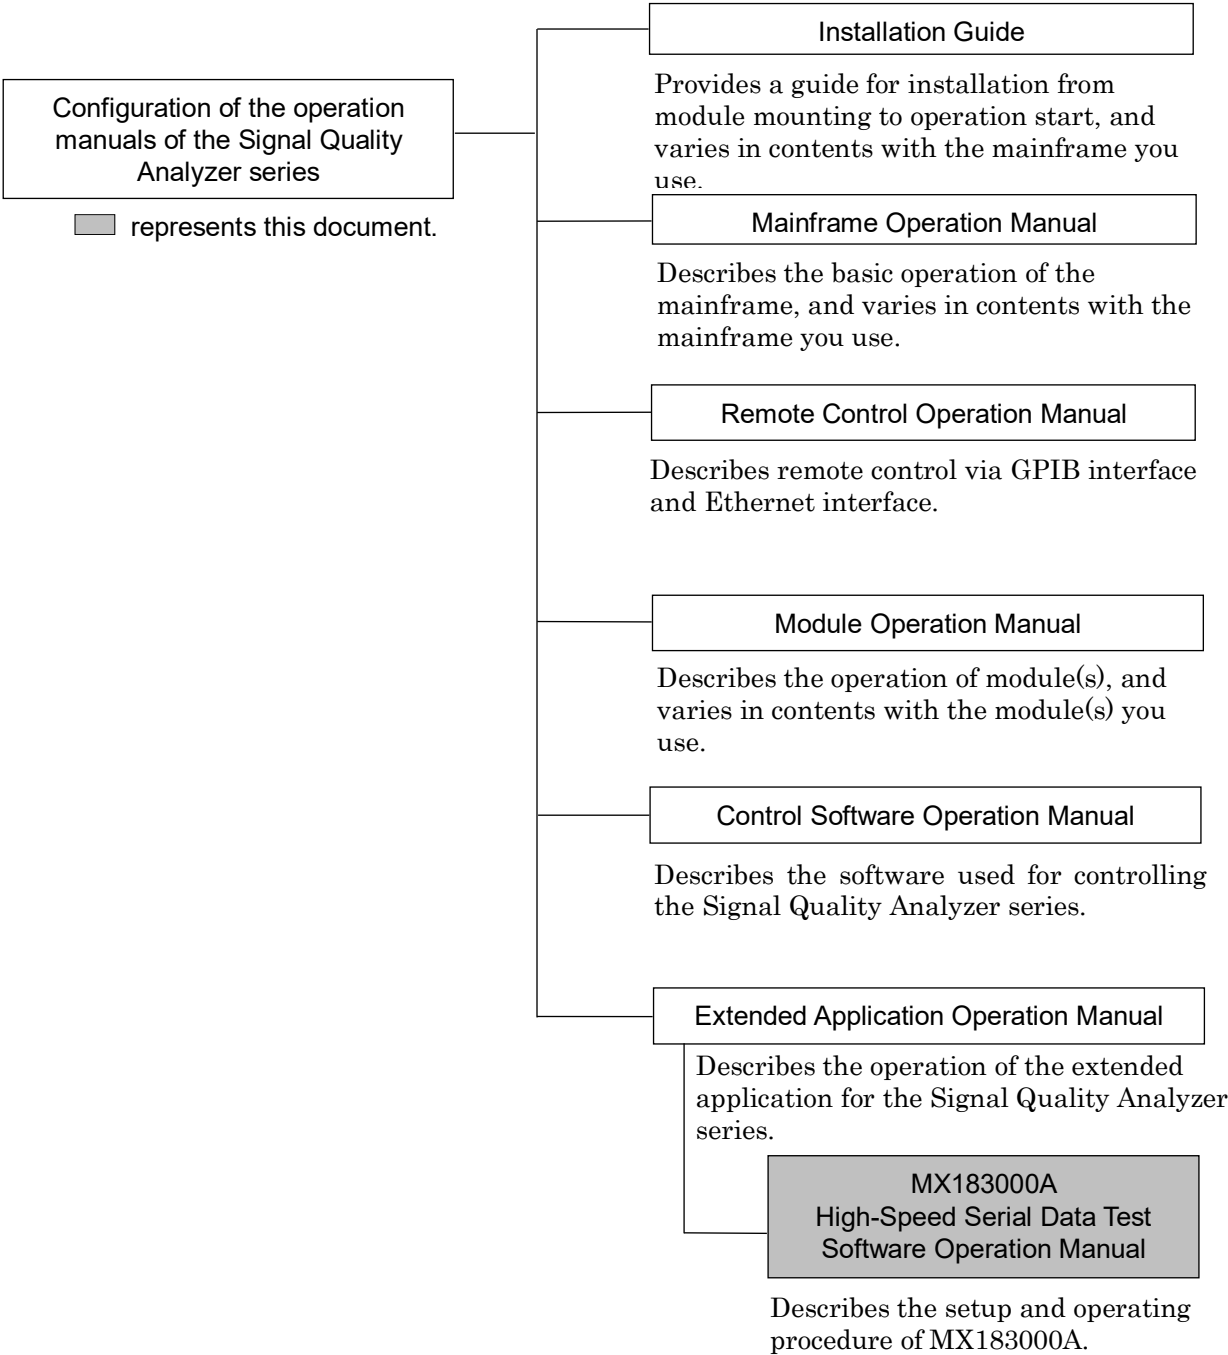 Configuration of the operation
manuals of the Signal Quality
Analyzer series
represents this document.
Installation Guide
Provides a guide for installation from
module mounting to operation start, and
varies in contents with the mainframe you
use.
Mainframe Operation Manual
Describes the basic operation of the
mainframe, and varies in contents with the
mainframe you use.
Remote Control Operation Manual
Describes remote control via GPIB interface
and Ethernet interface.
Module Operation Manual
Describes the operation of module(s), and
varies in contents with the module(s) you
use.
Control Software Operation Manual
Describes the software used for controlling
the Signal Quality Analyzer series.
Extended Application Operation Manual
Describes the operation of the extended
application for the Signal Quality Analyzer
series.
MX183000A
High-Speed Serial Data Test
Software Operation Manual
Describes the setup and operating
procedure of MX183000A.